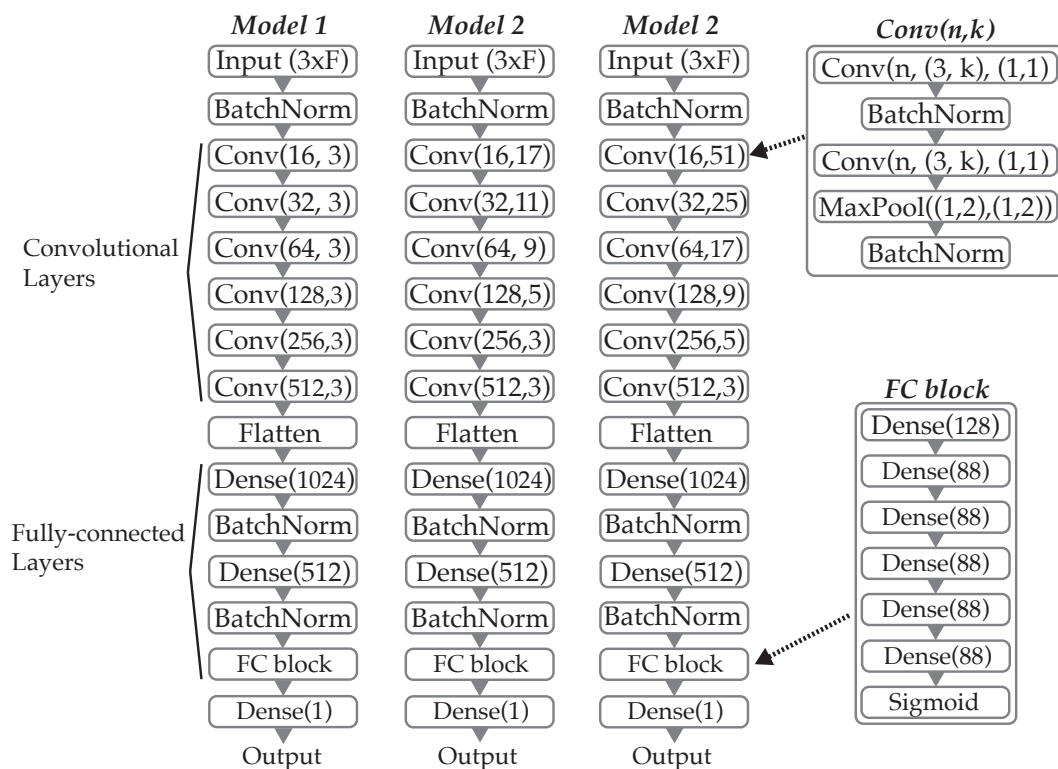 Model 1
Input (3xF)
BatchNorm
Conv(16, 3)
Conv(32, 3)
Conv(64, 3)
Conv(128,3)
Conv(256,3)
Conv(512,3)
Flatten
Dense(1024)
BatchNorm
Dense(512)
BatchNorm
FC block
Dense(1)
Output
Convolutional
Layers
Fully-connected
Layers
Model 2
Input (3xF)
BatchNorm
Conv(16,17)
Conv(32,11)
Conv(64, 9)
Conv(128,5)
Conv(256,3)
Conv(512,3)
Flatten
Dense(1024)
BatchNorm
Dense(512)
BatchNorm
FC block
Dense(1)
Output
Model 2
Input (3xF)
BatchNorm
Conv(16,51)
Conv(32,25)
Conv(64,17)
Conv(128,9)
Conv(256,5)
Conv(512,3)
Flatten
Dense(1024)
BatchNorm
Dense(512)
BatchNorm
FC block
Dense(1)
Output
Conv(n,k)
Conv(n, (3, k), (1,1)
BatchNorm
Conv(n, (3, k), (1,1)
MaxPool((1,2),(1,2))
BatchNorm
FC block
Dense(128)
Dense(88)
Dense(88)
Dense(88)
Dense(88)
Dense(88)
Sigmoid